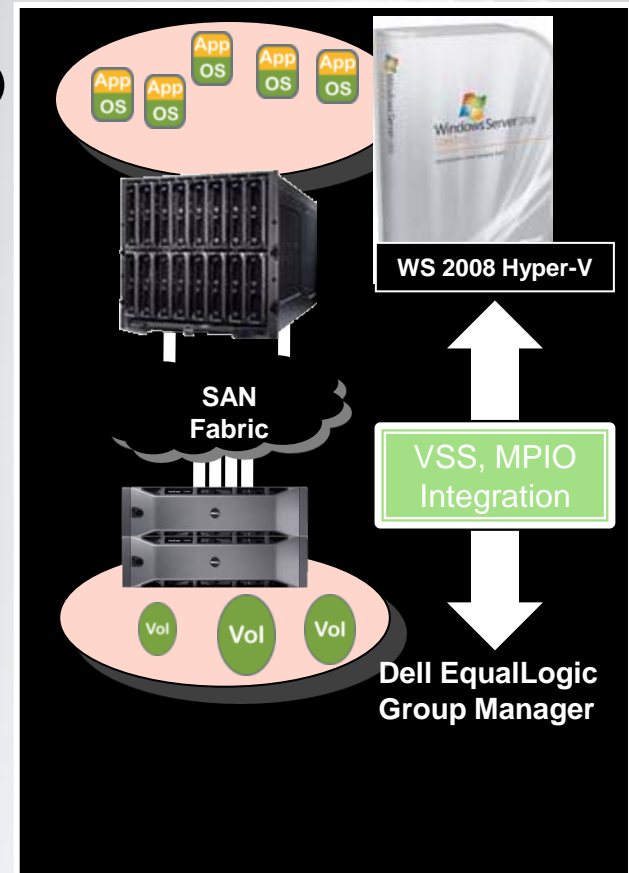 App
OS
App
OS
App
OS
App
OS
App
OS
Windows Server 2008
WS 2008 Hyper-V
SAN
Fabric
VSS, MPIO
Integration
Vol
Vol
Vol
Dell EqualLogic
Group Manager